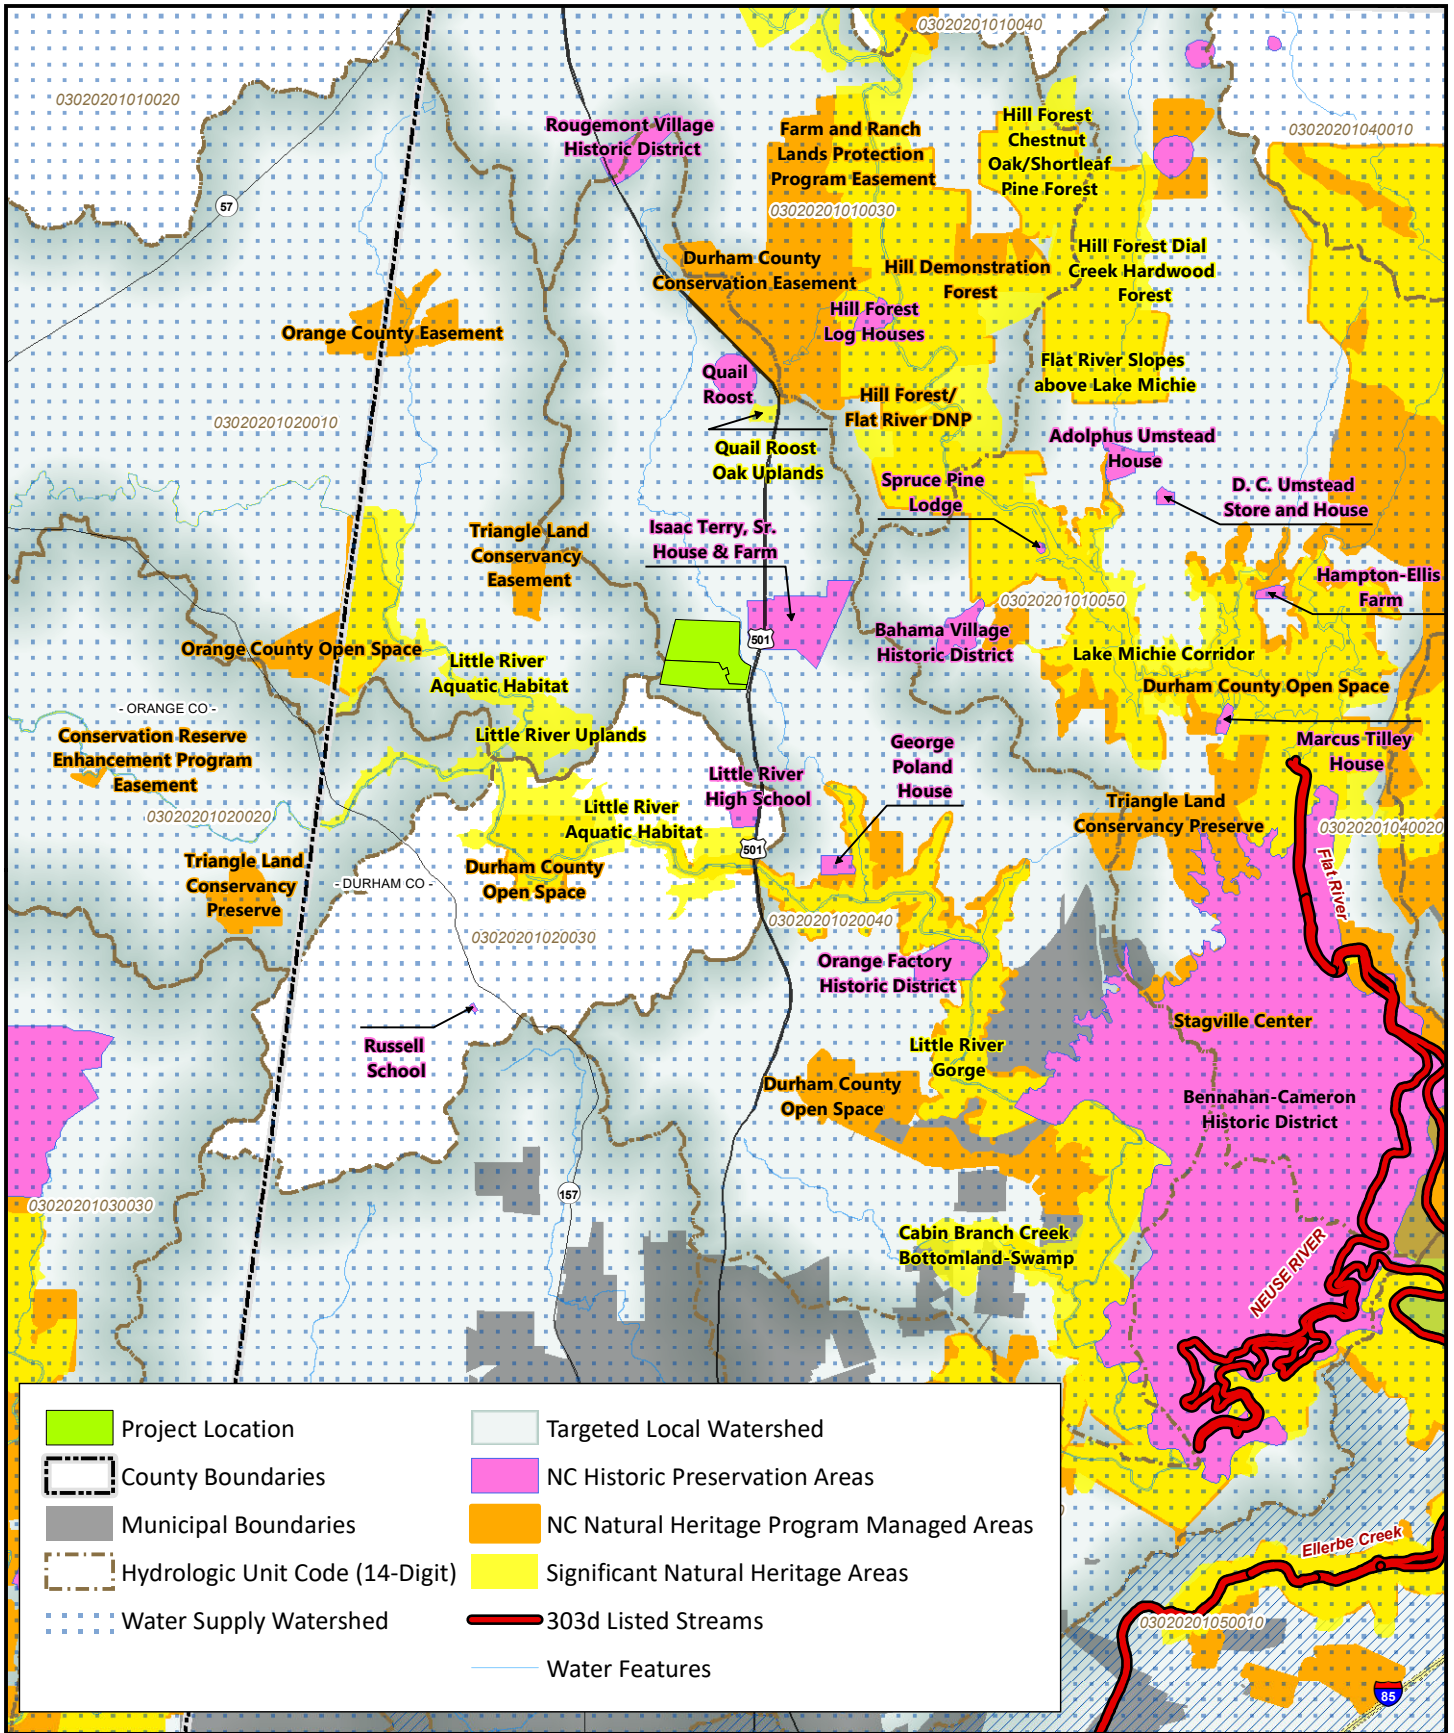 03020201010040
03020201010020
Rougemont Village
Historic District
Farm and Ranch
Lands Protection
Program Easement
Hill Forest
Chestnut
Oak/Shortleaf
Pine Forest
03020201040010
57
03020201010030
Durham County
Conservation Easement
Hill Demonstration
Forest
Hill Forest Dial
Creek Hardwood
Forest
Orange County Easement
Hill Forest
Log Houses
Quail
Roost
Flat River Slopes
above Lake Michie
Hill Forest/
Flat River DNP
03020201020010
Quail Roost
Oak Uplands
Adolphus Umstead
House
Spruce Pine
Lodge
D. C. Umstead
Store and House
Triangle Land
Conservancy
Easement
Isaac Terry, Sr.
House & Farm
Hampton-Ellis
Farm
03020201010050
501
Bahama Village
Historic District
Orange County Open Space
Little River
Aquatic Habitat
Lake Michie Corridor
Durham County Open Space
- ORANGE CO -
Conservation Reserve
Enhancement Program
Easement
Little River Uplands
George
Poland
House
Marcus Tilley
House
Little River
High School
Little River
Aquatic Habitat
Triangle Land
Conservancy Preserve
03020201020020
03020201040020
501
Triangle Land
Conservancy
Preserve
- DURHAM CO -
Durham County
Open Space
Flat River
03020201020040
03020201020030
Orange Factory
Historic District
Stagville Center
Russell
School
Little River
Gorge
Durham County
Open Space
Bennahan-Cameron
Historic District
157
03020201030030
Cabin Branch Creek
Bottomland-Swamp
NEUSE RIVER
Project Location
County Boundaries
Municipal Boundaries
Hydrologic Unit Code (14-Digit)
Water Supply Watershed
Targeted Local Watershed
NC Historic Preservation Areas
NC Natural Heritage Program Managed Areas
Significant Natural Heritage Areas
303d Listed Streams
Water Features
Ellerbe Creek
03020201050010
85